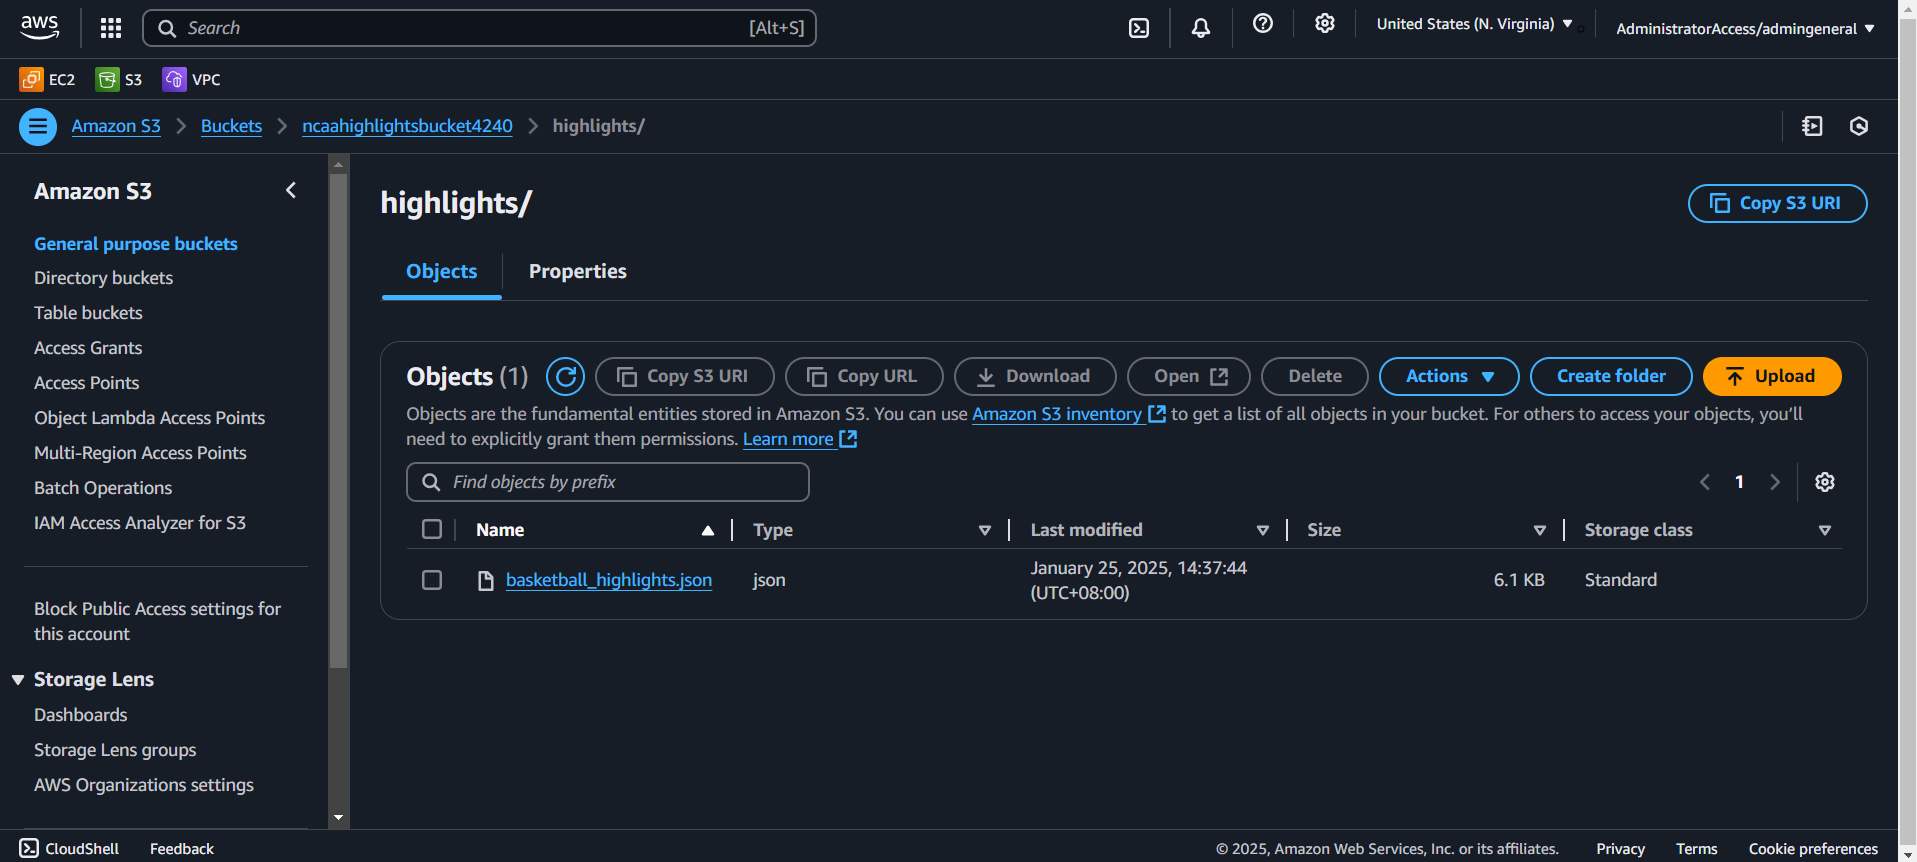 aws
Search [Alt+S]
United States (N. Virginia)
AdministratorAccess/admingeneral
EC2 S3 VPC
Amazon S3 Buckets ncaahighlightsbucket4240 highlights/
Amazon S3
General purpose buckets
Directory buckets
Table buckets
Access Grants
Access Points
Object Lambda Access Points
Multi-Region Access Points
Batch Operations
IAM Access Analyzer for S3
Block Public Access settings for
this account
Storage Lens
Dashboards
Storage Lens groups
AWS Organizations settings
highlights/
Copy S3 URI
Objects Properties
Objects (1) Copy S3 URI Copy URL Download Open Delete Actions Create folder Upload
Objects are the fundamental entities stored in Amazon S3. You can use Amazon S3 inventory to get a list of all objects in your bucket. For others to access your objects, you’ll
need to explicitly grant them permissions. Learn more
Find objects by prefix
1
Name Type Last modified Size Storage class
basketball_highlights.json json January 25, 2025, 14:37:44 6.1 KB Standard
(UTC+08:00)
CloudShell Feedback © 2025, Amazon Web Services, Inc. or its affiliates. Privacy Terms Cookie preferences